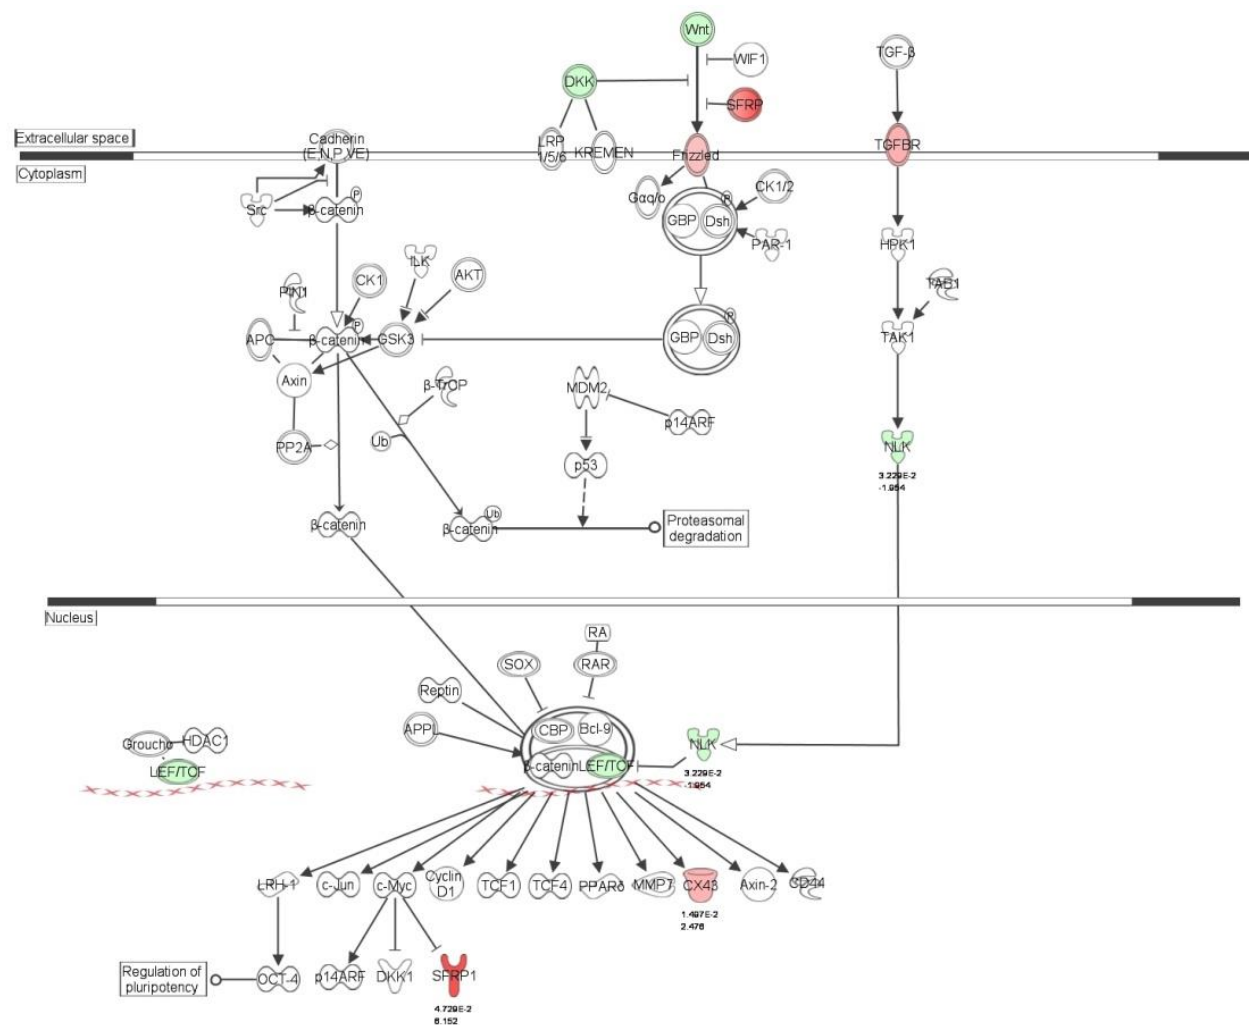 Wnt
TGF-β
WIF1
DKK
SFRP
Extracellular space
Cadherin
(E,N,P,VE)
LRP
1/5/6
KREMEN
Frizzled
TGFBR
Cytoplasm
P
Src
β-catenin
Gαq/o
P
CK1/2
GBP
Dsh
PAR-1
HPK1
ILK
AKT
CK1
PIN1
TAB1
P
P
APC
β-catenin
GSK3
GBP
Dsh
TAK1
Axin
β-TrCP
MDM2
p14ARF
PP2A
Ub
NLK
p53
3.229E-2
-1.954
β-catenin
β-catenin
Ub
Proteasomal
degradation
Nucleus
RA
SOX
RAR
Reptin
APPL
CBP
Bcl-9
Groucho
HDAC1
NLK
LEF/TCF
β-catenin
LEF/TCF
3.229E-2
-1.954
LRH-1
c-Jun
c-Myc
Cyclin
D1
TCF1
TCF4
PPARδ
MMP7
CX43
Axin-2
CD44
1.497E-2
2.476
Regulation of
pluripotency
OCT-4
p14ARF
DKK1
SFRP1
4.729E-2
6.152